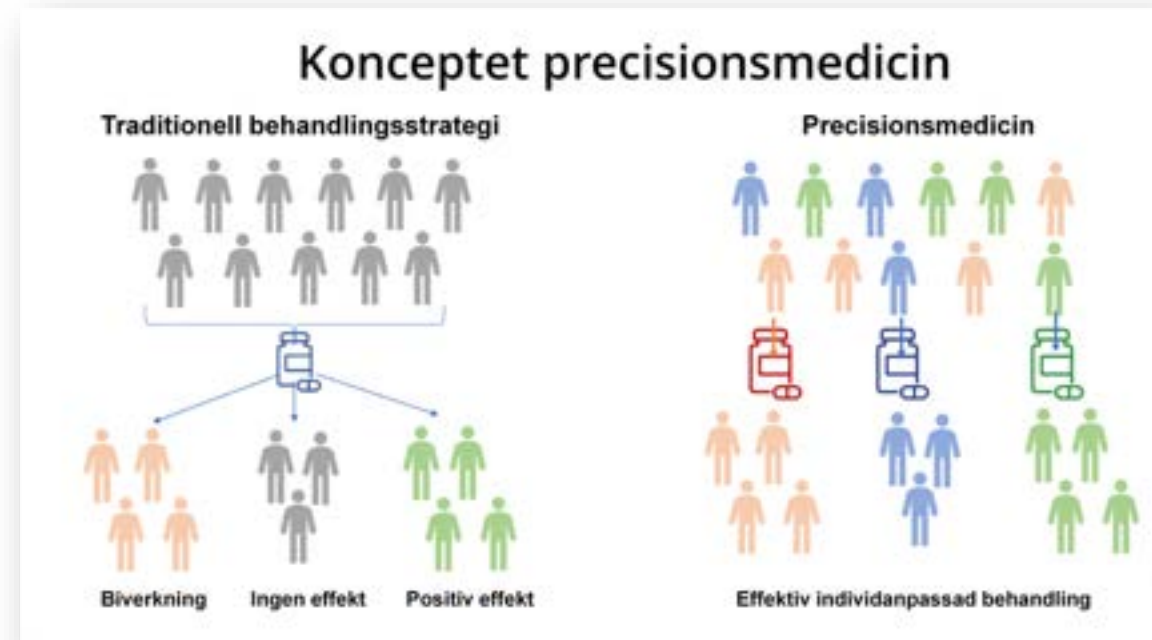 Konceptet precisionsmedicin
Traditionell behandlingsstrategi
Precisionsmedicin
Biverkning
Ingen effekt
Positiv effekt
Effektiv individanpassad behandling